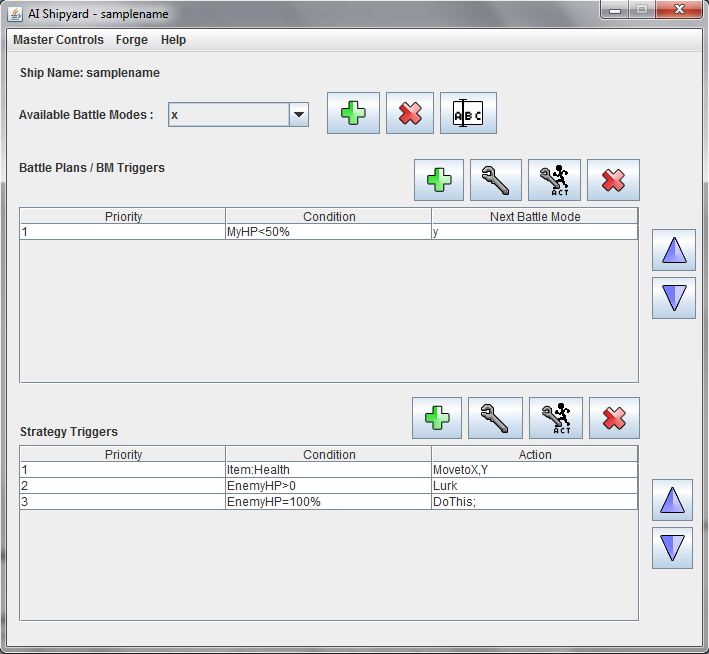 AI Shipyard - samplename
Master Controls Forge Help
Ship Name: samplename
Available Battle Modes : x ABC
Battle Plans / BM Triggers ACT
Priority Condition Next Battle Mode
1 MyHP<50% y
Strategy Triggers ACT
Priority Condition Action
1 Item:Health MovetoX,Y
2 EnemyHP>0 Lurk
3 EnemyHP=100% DoThis;